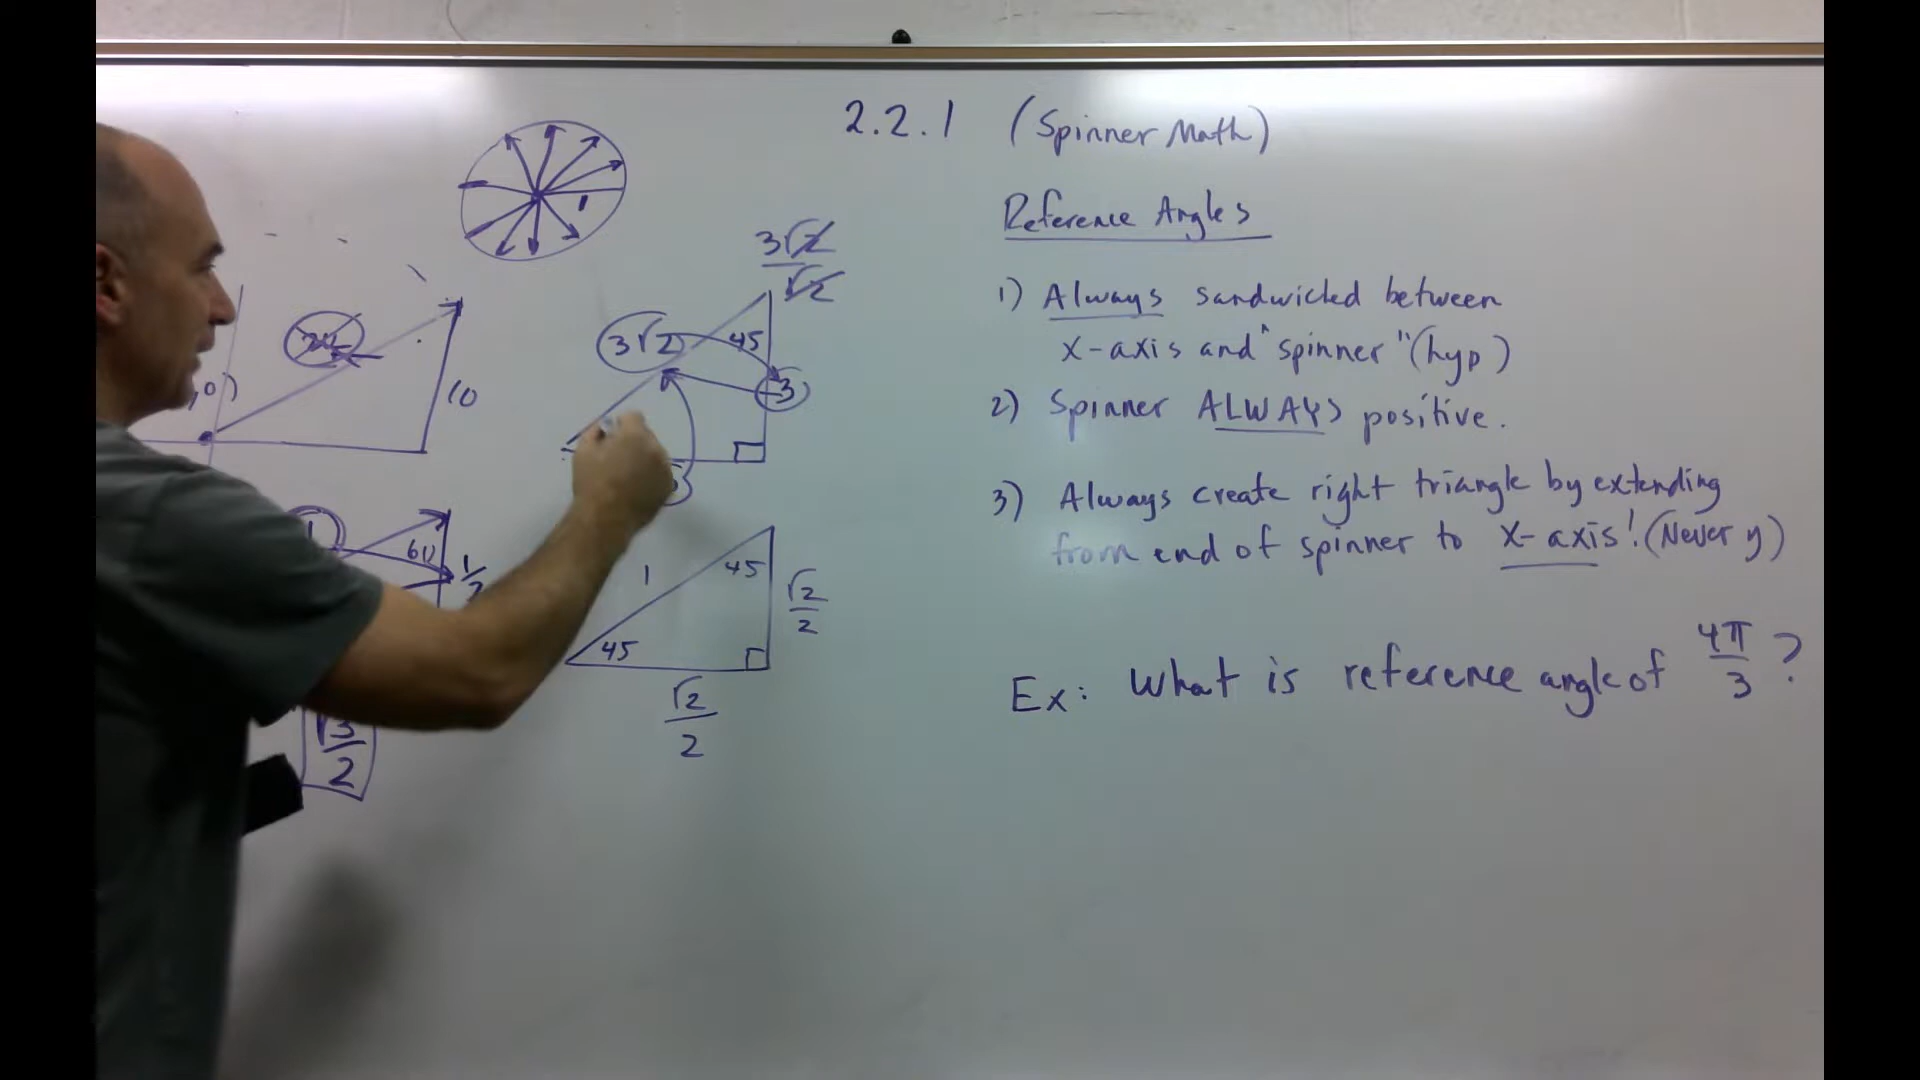 2.2.1 (Spinner Math)
Reference Angles
1) Always sandwicked between
x-axis and "spinner" (hyp)
2) Spinner ALWAYS positive.
3) Always create right triangle by extending
from end of spinner to x-axis! (Never y)
Ex: What is reference angle of 4π/3 ?
10
3√2/√2
3√2
45
3
60
1/2
√3/2
1
45
45
√2/2
√2/2